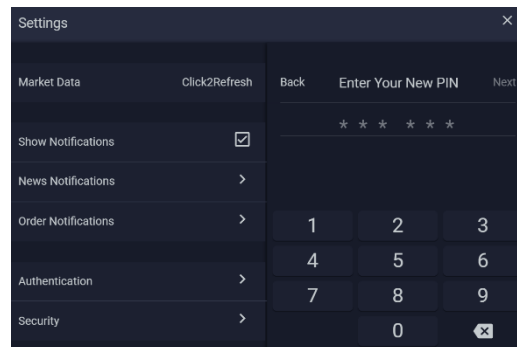 Settings
Market Data Click2Refresh
Show Notifications
News Notifications
Order Notifications
Authentication
Security
Back Enter Your New PIN Next
* * * * * *
1 2 3
4 5 6
7 8 9
0